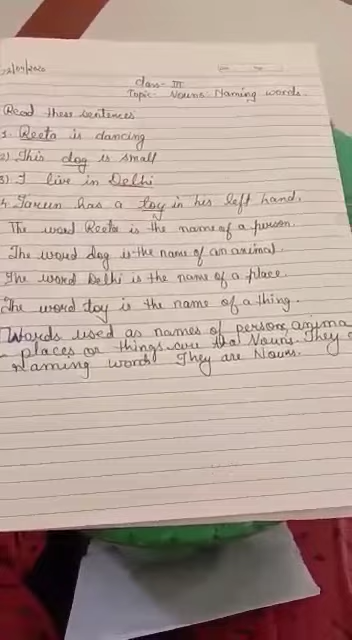 class- III
Topic- Nouns: Naming words.
Read these sentences
1. Reeta is dancing
2) This dog is small
3) I live in Delhi
4. Tarun has a toy in his left hand.
The word Reeta is the name of a person.
The word dog is the name of an animal.
The word Delhi is the name of a place.
The word toy is the name of a thing.
Words used as names of person, anima
places or things are the Nouns. They a
naming word. They are Nouns.